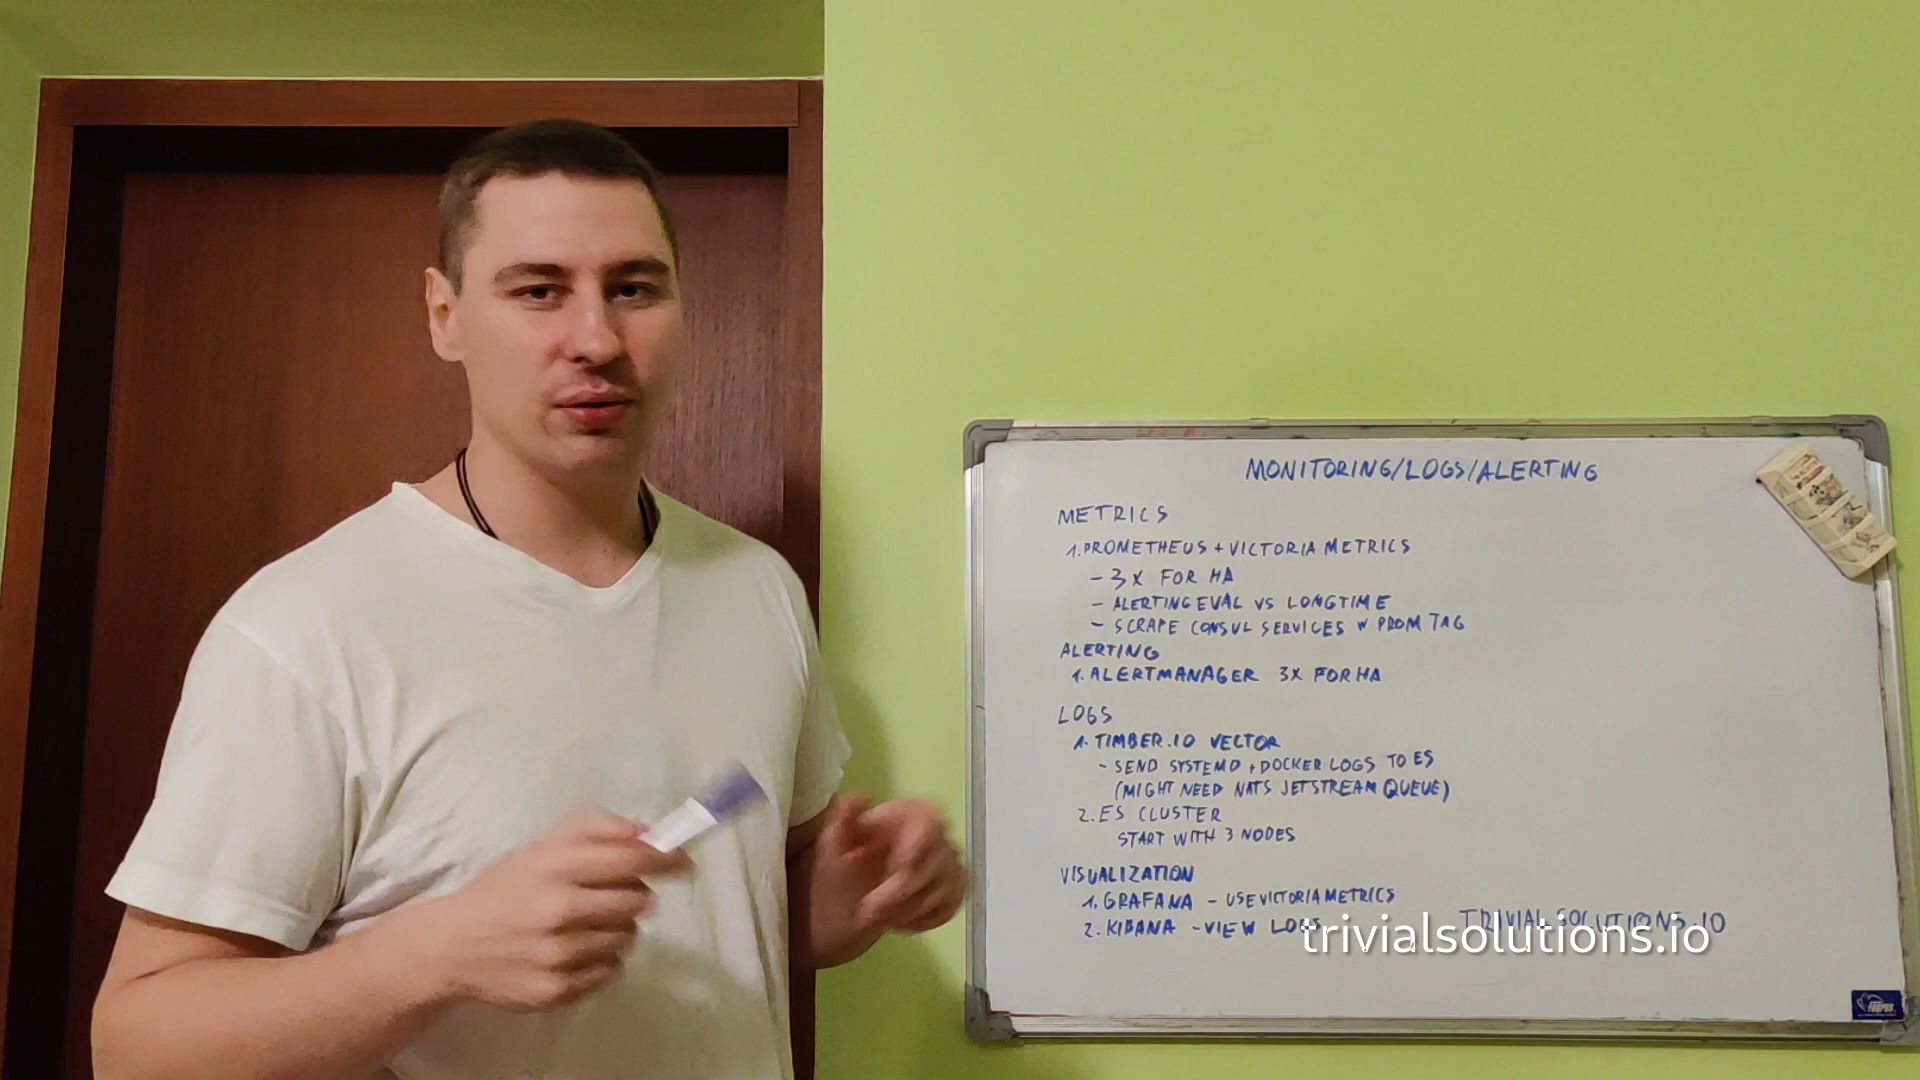 MONITORING/LOGS/ALERTING
METRICS
1. PROMETHEUS + VICTORIA METRICS
- 3X FOR HA
- ALERTING EVAL VS LONGTIME
- SCRAPE CONSUL SERVICES W PROM TAG
ALERTING
1. ALERTMANAGER 3X FOR HA
LOGS
1. TIMBER.IO VECTOR
- SEND SYSTEMD + DOCKER LOGS TO ES
(MIGHT NEED NATS JETSTREAM QUEUE)
2. ES CLUSTER
START WITH 3 NODES
VISUALIZATION
1. GRAFANA - USE VICTORIA METRICS
2. KIBANA - VIEW LOGS
TRIVIALSOLUTIONS.IO
trivialsolutions.io